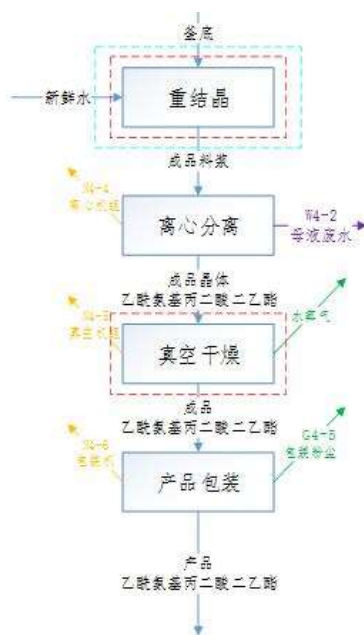 釜底
新鲜水
重结晶
成品料浆
N4-4
离心机组
离心分离
W4-2
母液废水
成品晶体
乙酰氨基丙二酸二乙酯
N4-5
真空机组
水蒸气
真空干燥
成品
乙酰氨基丙二酸二乙酯
N4-6
包装机
G4-5
包装粉尘
产品包装
产品
乙酰氨基丙二酸二乙酯